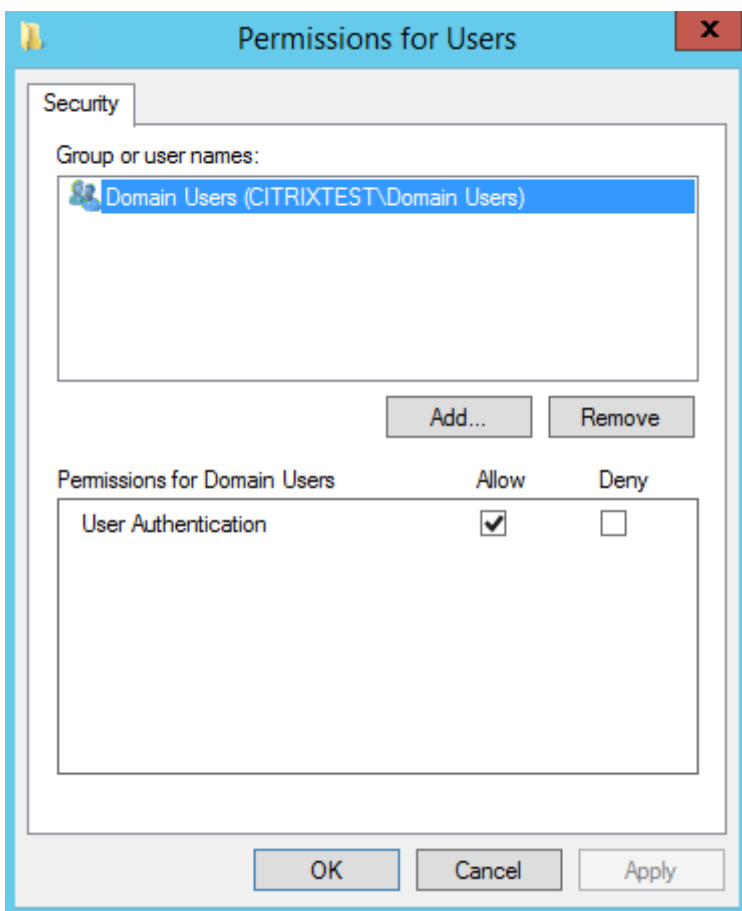 Permissions for Users
x
Security
Group or user names:
Domain Users (CITRIXTEST\Domain Users)
Add...
Remove
Permissions for Domain Users
Allow
Deny
User Authentication
OK
Cancel
Apply